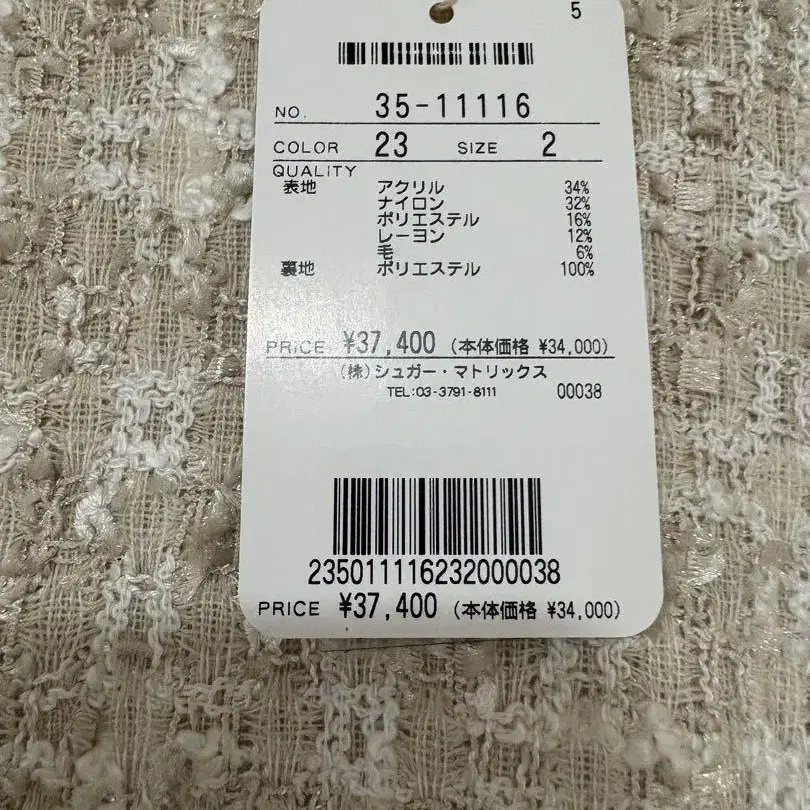 5
NO. 35-11116
COLOR 23 SIZE 2
QUALITY
表地 アクリル 34%
ナイロン 32%
ポリエステル 16%
レーヨン 12%
毛 6%
裏地 ポリエステル 100%
PRICE ¥37,400 (本体価格 ¥34,000)
(株)シュガー・マトリックス
TEL:03-3791-8111 00038
235011116232000038
PRICE ¥37,400 (本体価格 ¥34,000)